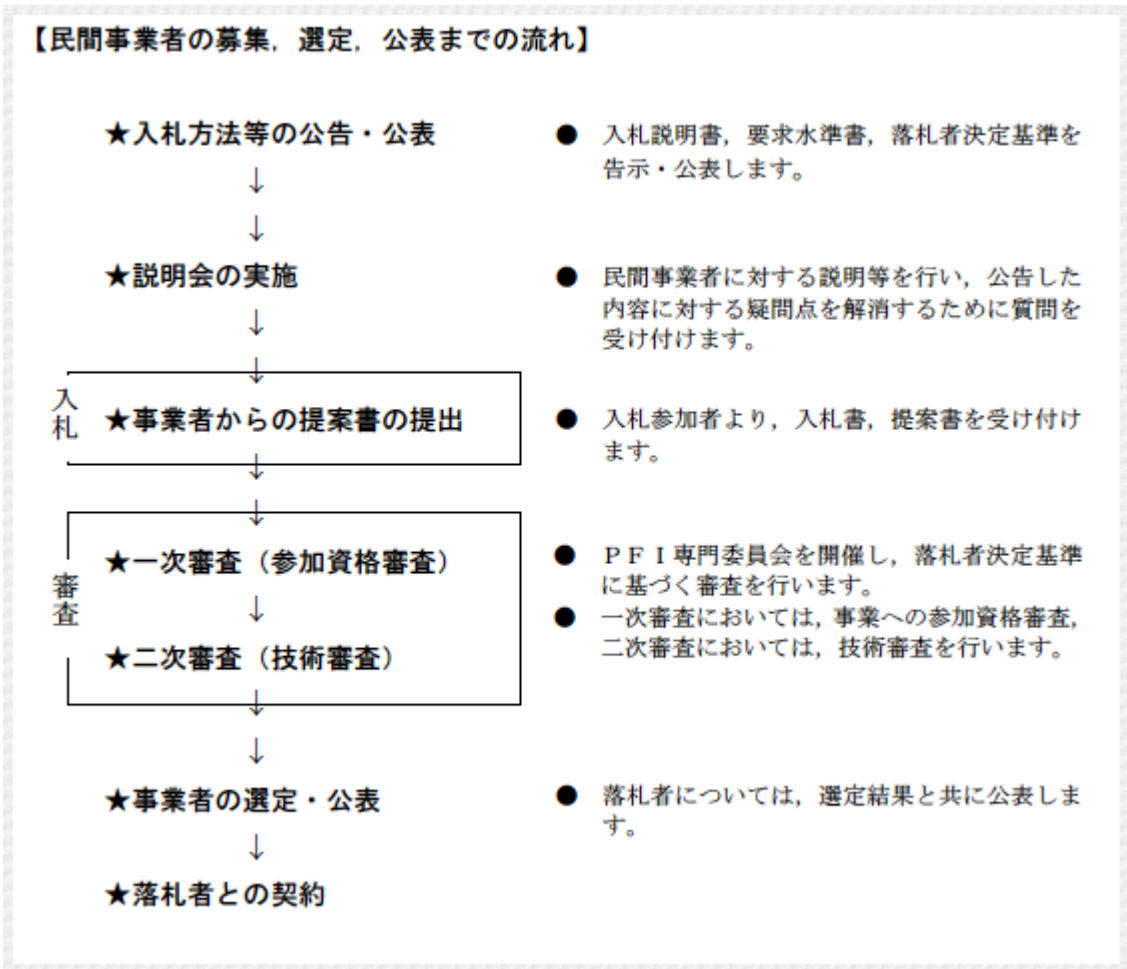 【民間事業者の募集，選定，公表までの流れ】
★入札方法等の公告・公表
● 入札説明書，要求水準書，落札者決定基準を
告示・公表します。
↓
↓
★説明会の実施
● 民間事業者に対する説明等を行い，公告した
内容に対する疑問点を解消するために質問を
受け付けます。
↓
↓
入札
★事業者からの提案書の提出
● 入札参加者より，入札書，提案書を受け付け
ます。
↓
↓
審査
★一次審査（参加資格審査）
● ＰＦＩ専門委員会を開催し，落札者決定基準
に基づく審査を行います。
● 一次審査においては，事業への参加資格審査，
二次審査においては，技術審査を行います。
↓
★二次審査（技術審査）
↓
↓
★事業者の選定・公表
● 落札者については，選定結果と共に公表しま
す。
↓
★落札者との契約